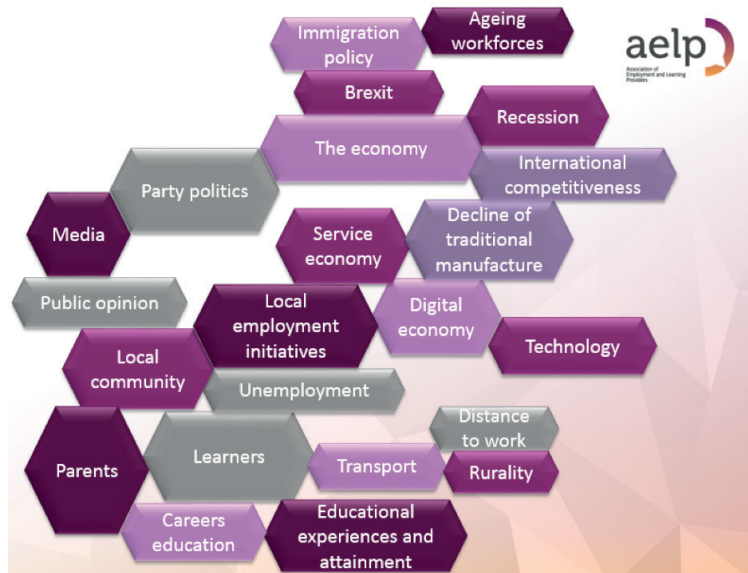 Immigration
policy
Ageing
workforces
aelp
Association of
Employment and Learning
Providers
Brexit
Recession
The economy
International
competitiveness
Party politics
Media
Service
economy
Decline of
traditional
manufacture
Public opinion
Local
employment
initiatives
Digital
economy
Technology
Local
community
Unemployment
Distance
to work
Parents
Learners
Transport
Rurality
Careers
education
Educational
experiences and
attainment